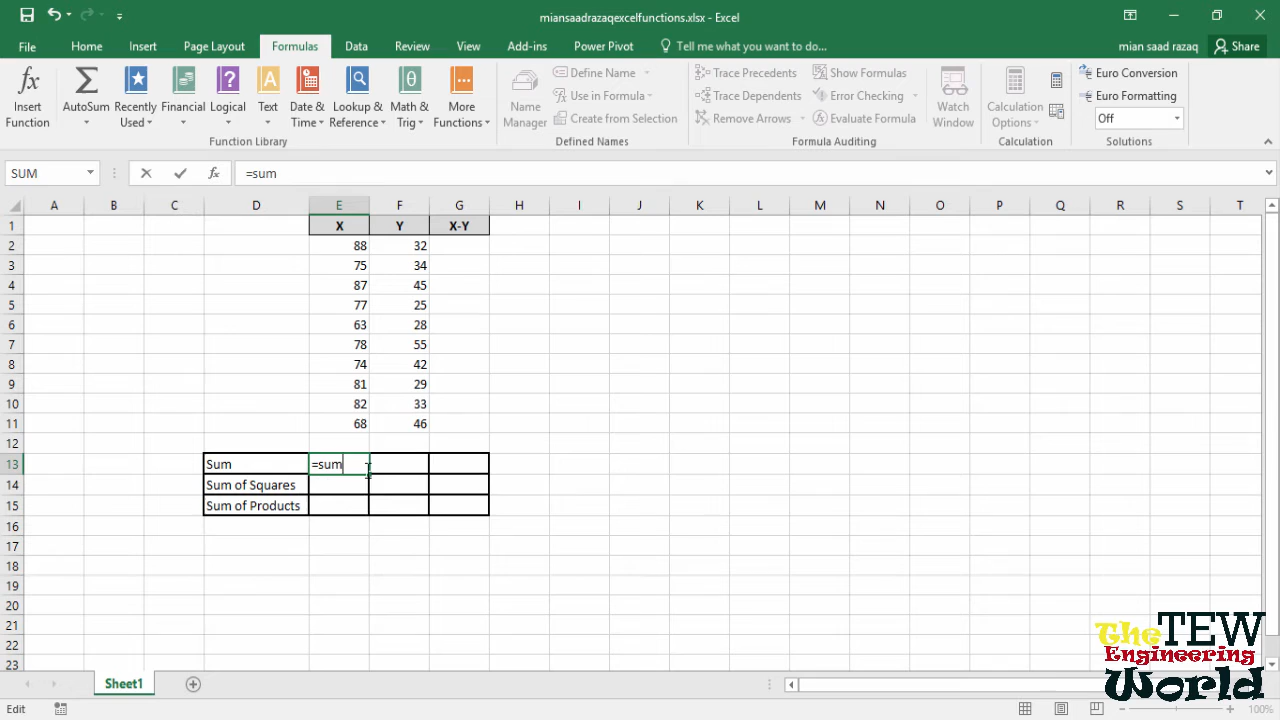 miansaadrazaqexcelfunctions.xlsx - Excel
File Home Insert Page Layout Formulas Data Review View Add-ins Power Pivot Tell me what you want to do... mian saad razaq Share
Insert Function
AutoSum
Recently Used
Financial
Logical
Text
Date & Time
Lookup & Reference
Math & Trig
More Functions
Function Library
Name Manager
Define Name
Use in Formula
Create from Selection
Defined Names
Trace Precedents
Trace Dependents
Remove Arrows
Show Formulas
Error Checking
Evaluate Formula
Formula Auditing
Watch Window
Calculation Options
Calculation
Euro Conversion
Euro Formatting
Off
Solutions
SUM =sum
A B C D E F G H I J K L M N O P Q R S T
1 X Y X-Y
2 88 32
3 75 34
4 87 45
5 77 25
6 63 28
7 78 55
8 74 42
9 81 29
10 82 33
11 68 46
12
13 Sum =sum
14 Sum of Squares
15 Sum of Products
16
17
18
19
20
21
22
23
The TEW
Engineering
World
Sheet1
Edit 100%